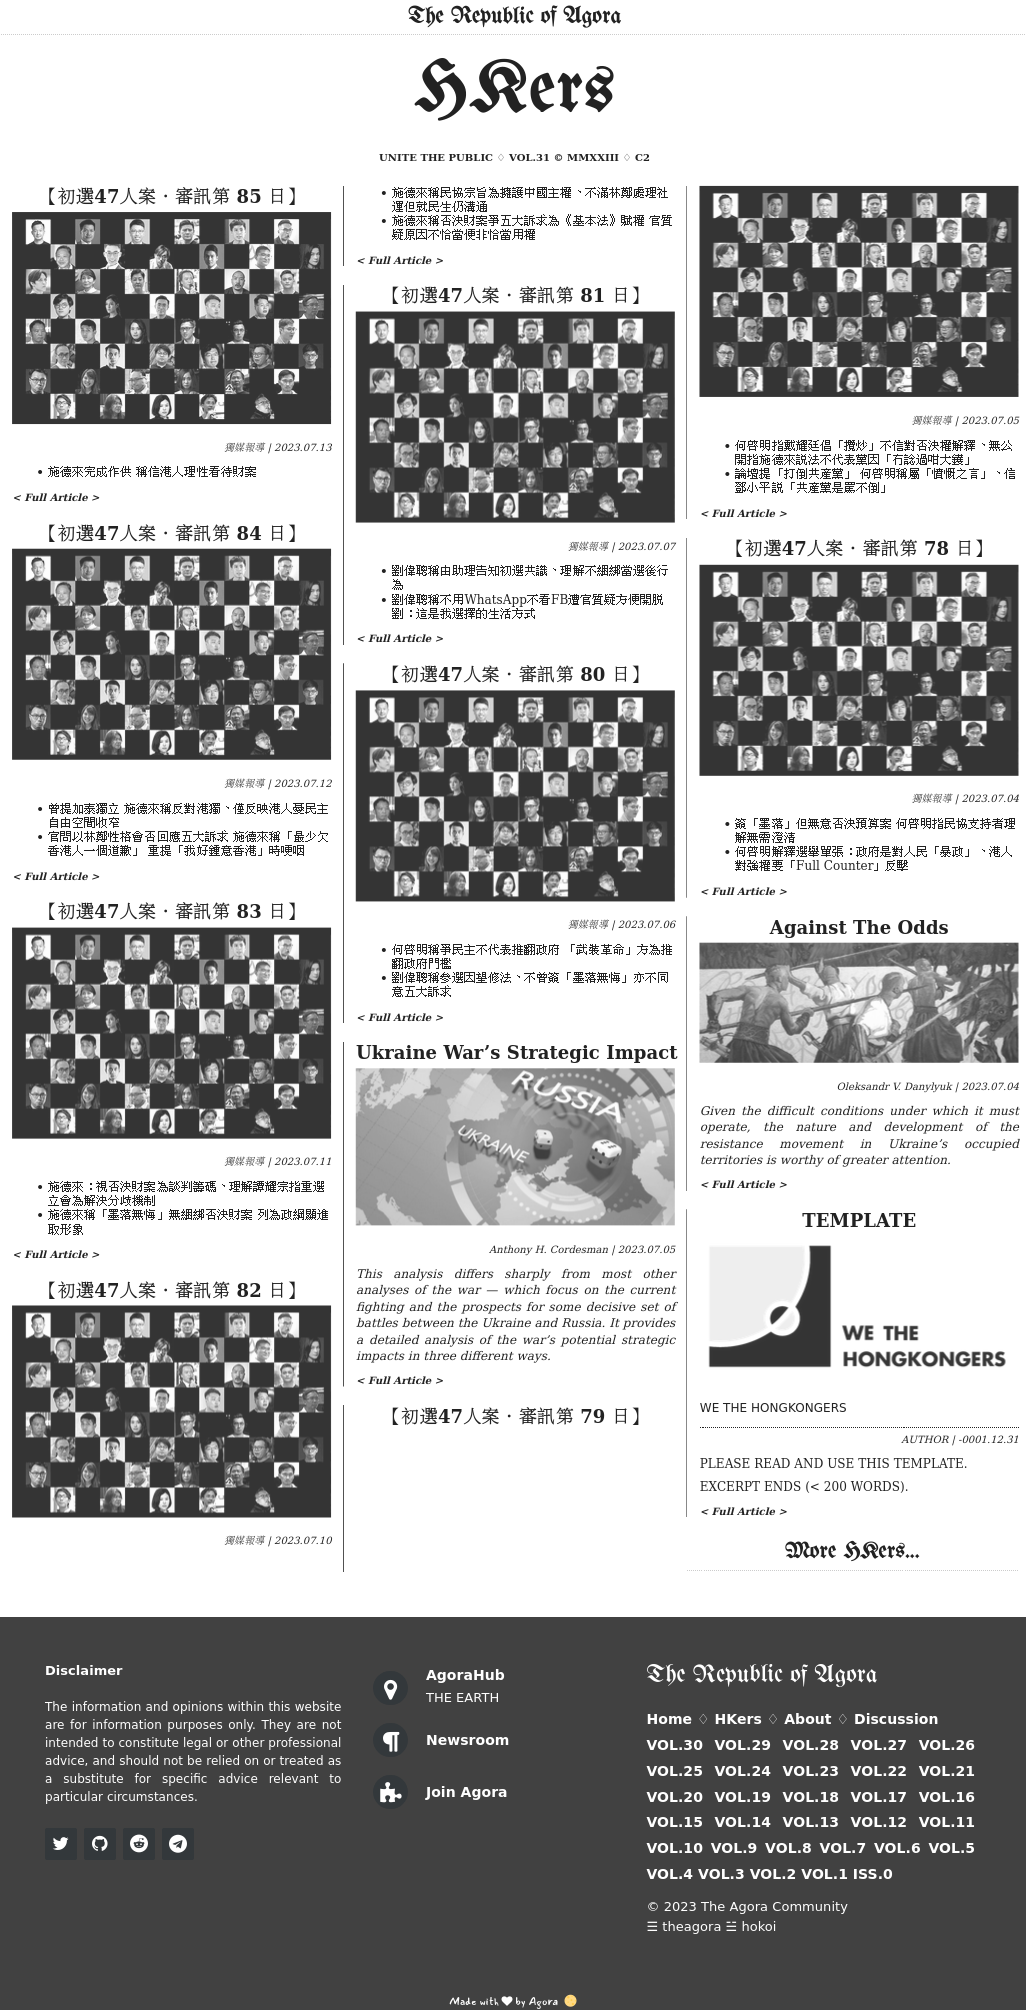 The Republic of Agora
HKers
UNITE THE PUBLIC ♢ VOL.31 © MMXXIII ♢ C2
【初選47人案・審訊第 85 日】
獨媒報導 | 2023.07.13
• 施德來完成作供 稱信港人理性看待財案
< Full Article >
【初選47人案・審訊第 84 日】
獨媒報導 | 2023.07.12
• 曾提加泰獨立 施德來稱反對港獨、僅反映港人憂民主
自由空間收窄
• 官問以林鄭性格會否回應五大訴求 施德來稱「最少欠
香港人一個道歉」 重提「我好鍾意香港」時哽咽
< Full Article >
【初選47人案・審訊第 83 日】
獨媒報導 | 2023.07.11
• 施德來：視否決財案為談判籌碼、理解譚耀宗指重選
立會為解決分歧機制
• 施德來稱「墨落無悔」無綑綁否決財案 列為政綱顯進
取形象
< Full Article >
【初選47人案・審訊第 82 日】
獨媒報導 | 2023.07.10
• 施德來稱民協宗旨為擁護中國主權、不滿林鄭處理社
運但就民生仍溝通
• 施德來稱否決財案爭五大訴求為《基本法》賦權 官質
疑原因不恰當便非恰當用權
< Full Article >
【初選47人案・審訊第 81 日】
獨媒報導 | 2023.07.07
• 劉偉聰稱由助理告知初選共識、理解不綑綁當選後行
為
• 劉偉聰稱不用WhatsApp不看FB遭官質疑方便開脱
劉：這是我選擇的生活方式
< Full Article >
【初選47人案・審訊第 80 日】
獨媒報導 | 2023.07.06
• 何啓明稱爭民主不代表推翻政府 「武裝革命」方為推
翻政府門檻
• 劉偉聰稱參選因望修法、不曾簽「墨落無悔」亦不同
意五大訴求
< Full Article >
Ukraine War’s Strategic Impact
RUSSIA
UKRAINE
Anthony H. Cordesman | 2023.07.05
This analysis differs sharply from most other
analyses of the war — which focus on the current
fighting and the prospects for some decisive set of
battles between the Ukraine and Russia. It provides
a detailed analysis of the war’s potential strategic
impacts in three different ways.
< Full Article >
【初選47人案・審訊第 79 日】
獨媒報導 | 2023.07.05
• 何啓明指戴耀廷倡「攬炒」不信對否決權解釋、無公
開指施德來説法不代表黨因「冇諗過咁大鑊」
• 論壇提「打倒共産黨」 何啓明稱屬「憤慨之言」、信
鄧小平説「共産黨是罵不倒」
< Full Article >
【初選47人案・審訊第 78 日】
獨媒報導 | 2023.07.04
• 簽「墨落」但無意否決預算案 何啓明指民協支持者理
解無需澄清
• 何啓明解釋選舉單張：政府是對人民「暴政」、港人
對強權要「Full Counter」反擊
< Full Article >
Against The Odds
Oleksandr V. Danylyuk | 2023.07.04
Given the difficult conditions under which it must
operate, the nature and development of the
resistance movement in Ukraine’s occupied
territories is worthy of greater attention.
< Full Article >
TEMPLATE
WE THE
HONGKONGERS
WE THE HONGKONGERS
AUTHOR | -0001.12.31
PLEASE READ AND USE THIS TEMPLATE.
EXCERPT ENDS (< 200 WORDS).
< Full Article >
More HKers...
Disclaimer
The information and opinions within this website
are for information purposes only. They are not
intended to constitute legal or other professional
advice, and should not be relied on or treated as
a substitute for specific advice relevant to
particular circumstances.
AgoraHub
THE EARTH
Newsroom
Join Agora
The Republic of Agora
Home ♢ HKers ♢ About ♢ Discussion
VOL.30 VOL.29 VOL.28 VOL.27 VOL.26
VOL.25 VOL.24 VOL.23 VOL.22 VOL.21
VOL.20 VOL.19 VOL.18 VOL.17 VOL.16
VOL.15 VOL.14 VOL.13 VOL.12 VOL.11
VOL.10 VOL.9 VOL.8 VOL.7 VOL.6 VOL.5
VOL.4 VOL.3 VOL.2 VOL.1 ISS.0
© 2023 The Agora Community
☰ theagora ☱ hokoi
Made with ❤ by Agora